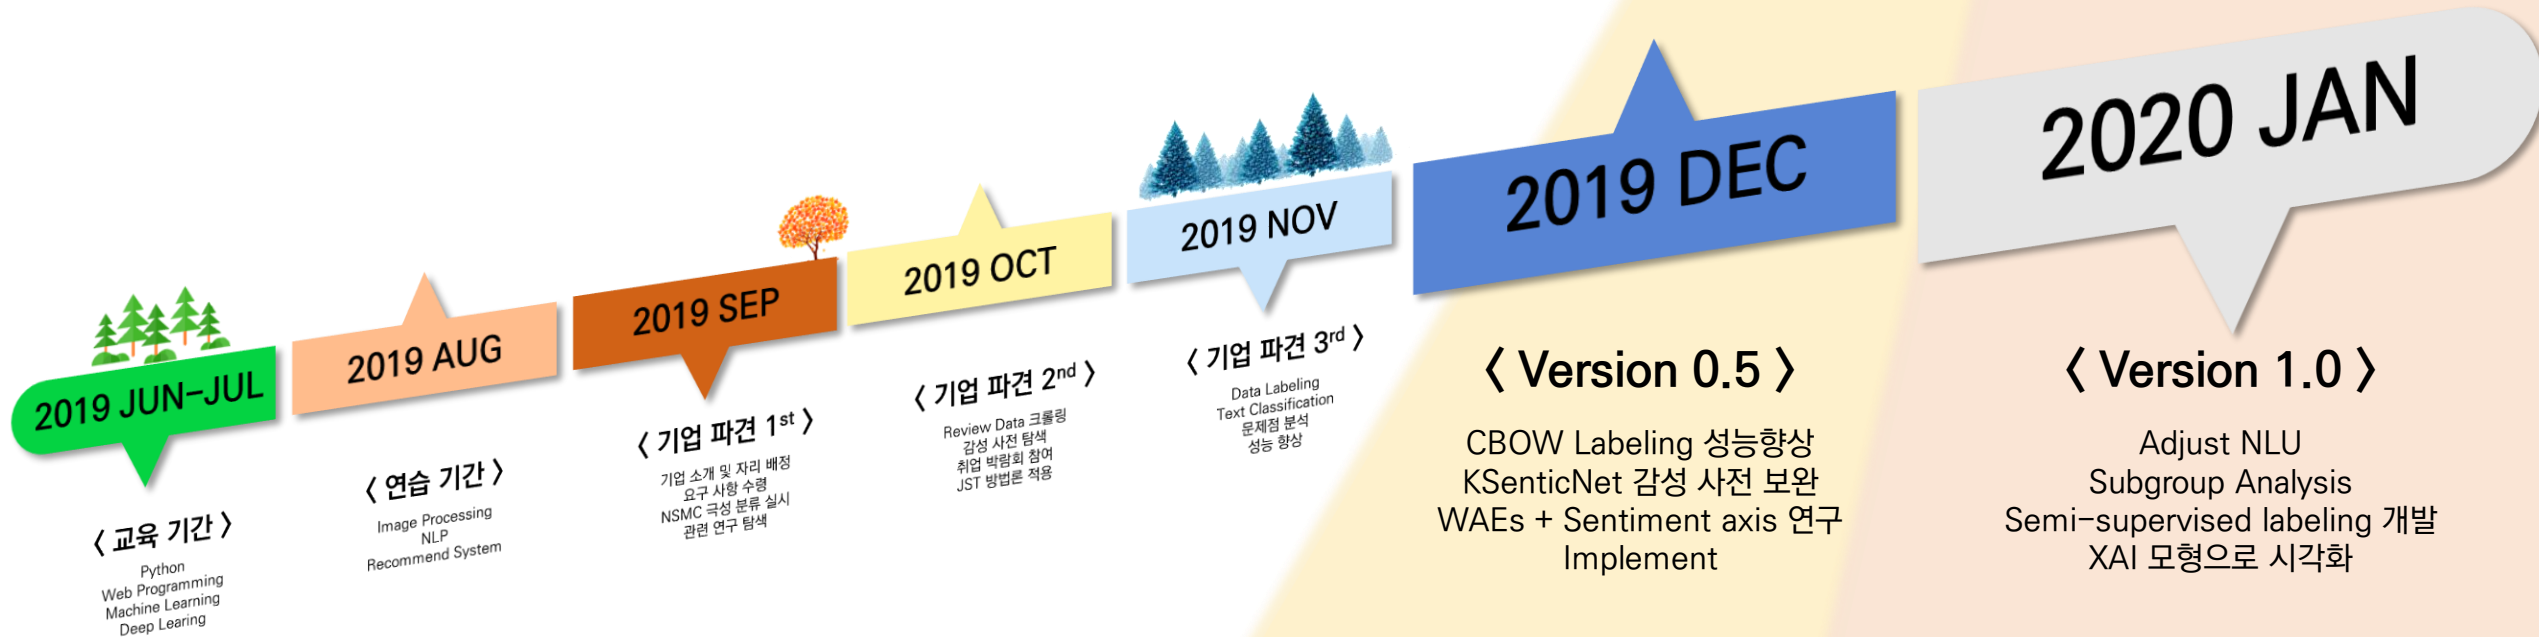 2019 JUN-JUL
< 교육 기간 >
Python
Web Programming
Machine Learning
Deep Learing
2019 AUG
< 연습 기간 >
Image Processing
NLP
Recommend System
2019 SEP
< 기업 파견 1st >
기업 소개 및 자리 배정
요구 사항 수령
NSMC 극성 분류 실시
관련 연구 탐색
2019 OCT
< 기업 파견 2nd >
Review Data 크롤링
감성 사전 탐색
취업 박람회 참여
JST 방법론 적용
2019 NOV
< 기업 파견 3rd >
Data Labeling
Text Classification
문제점 분석
성능 향상
2019 DEC
< Version 0.5 >
CBOW Labeling 성능향상
KSenticNet 감성 사전 보완
WAEs + Sentiment axis 연구
Implement
2020 JAN
< Version 1.0 >
Adjust NLU
Subgroup Analysis
Semi-supervised labeling 개발
XAI 모형으로 시각화